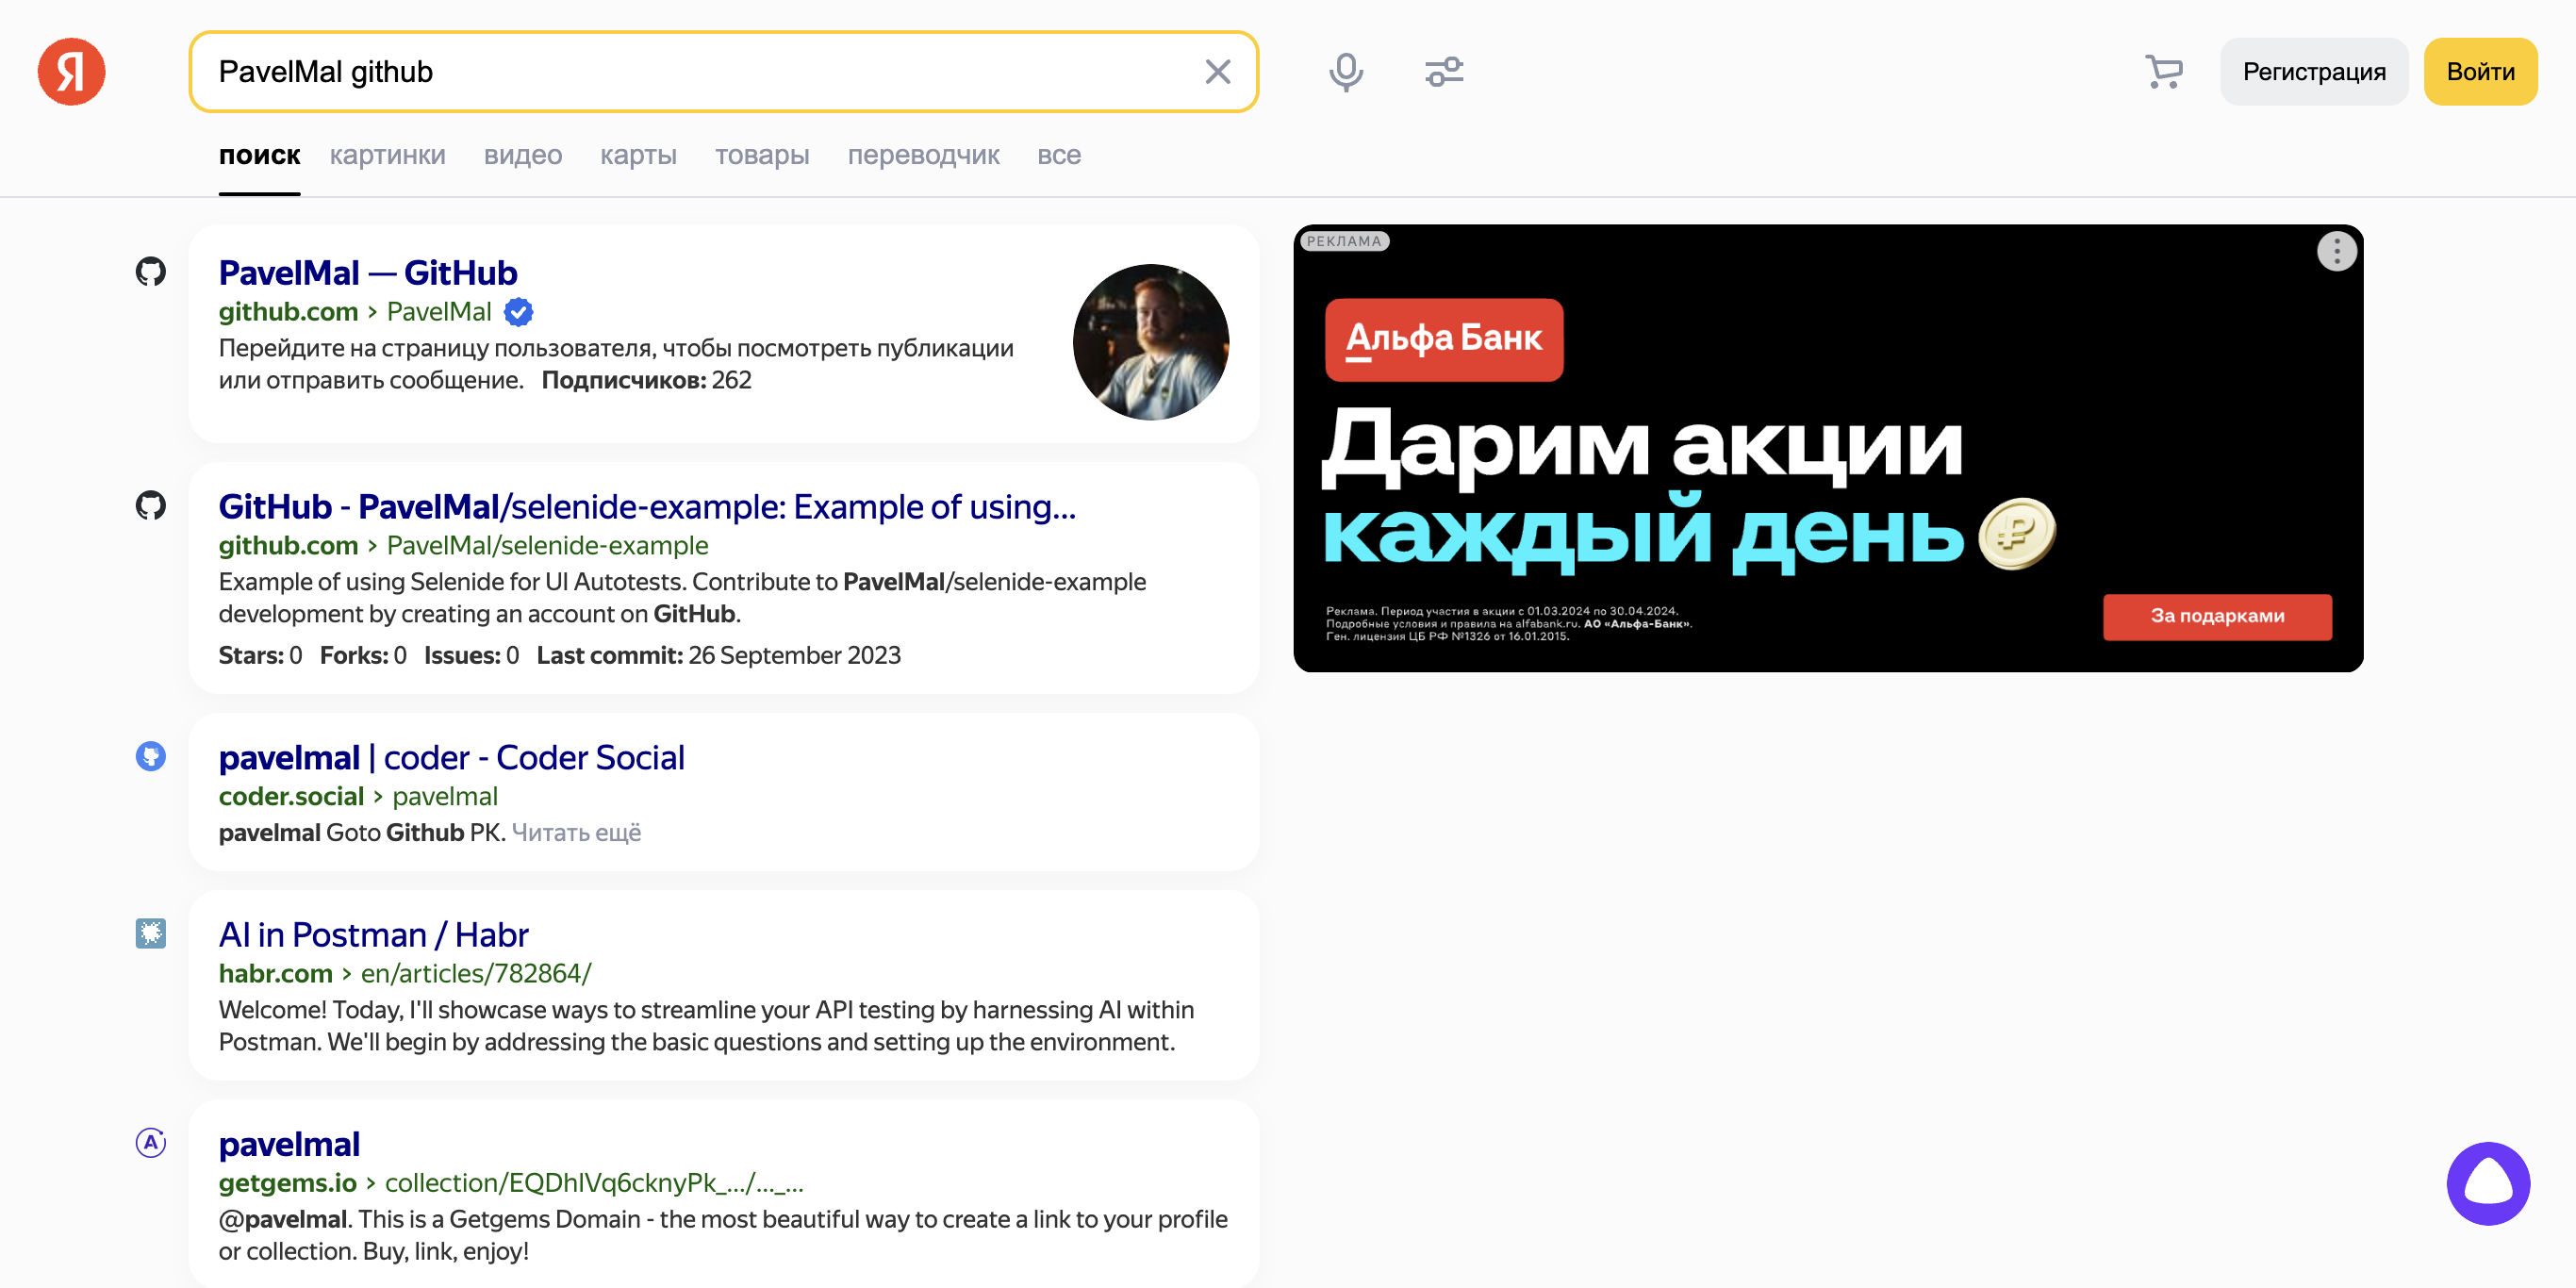 Я
PavelMal github
Регистрация
Войти
поиск картинки видео карты товары переводчик все
PavelMal — GitHub
github.com › PavelMal
Перейдите на страницу пользователя, чтобы посмотреть публикации
или отправить сообщение. Подписчиков: 262
GitHub - PavelMal/selenide-example: Example of using...
github.com › PavelMal/selenide-example
Example of using Selenide for UI Autotests. Contribute to PavelMal/selenide-example
development by creating an account on GitHub.
Stars: 0 Forks: 0 Issues: 0 Last commit: 26 September 2023
pavelmal | coder - Coder Social
coder.social › pavelmal
pavelmal Goto Github PK. Читать ещё
AI in Postman / Habr
habr.com › en/articles/782864/
Welcome! Today, I'll showcase ways to streamline your API testing by harnessing AI within
Postman. We'll begin by addressing the basic questions and setting up the environment.
pavelmal
getgems.io › collection/EQDhlVq6cknyPk_.../..._...
@pavelmal. This is a Getgems Domain - the most beautiful way to create a link to your profile
or collection. Buy, link, enjoy!
РЕКЛАМА
Альфа Банк
Дарим акции
каждый день
Реклама. Период участия в акции с 01.03.2024 по 30.04.2024.
Подробные условия и правила на alfabank.ru. АО «Альфа-Банк».
Ген. лицензия ЦБ РФ №1326 от 16.01.2015.
За подарками